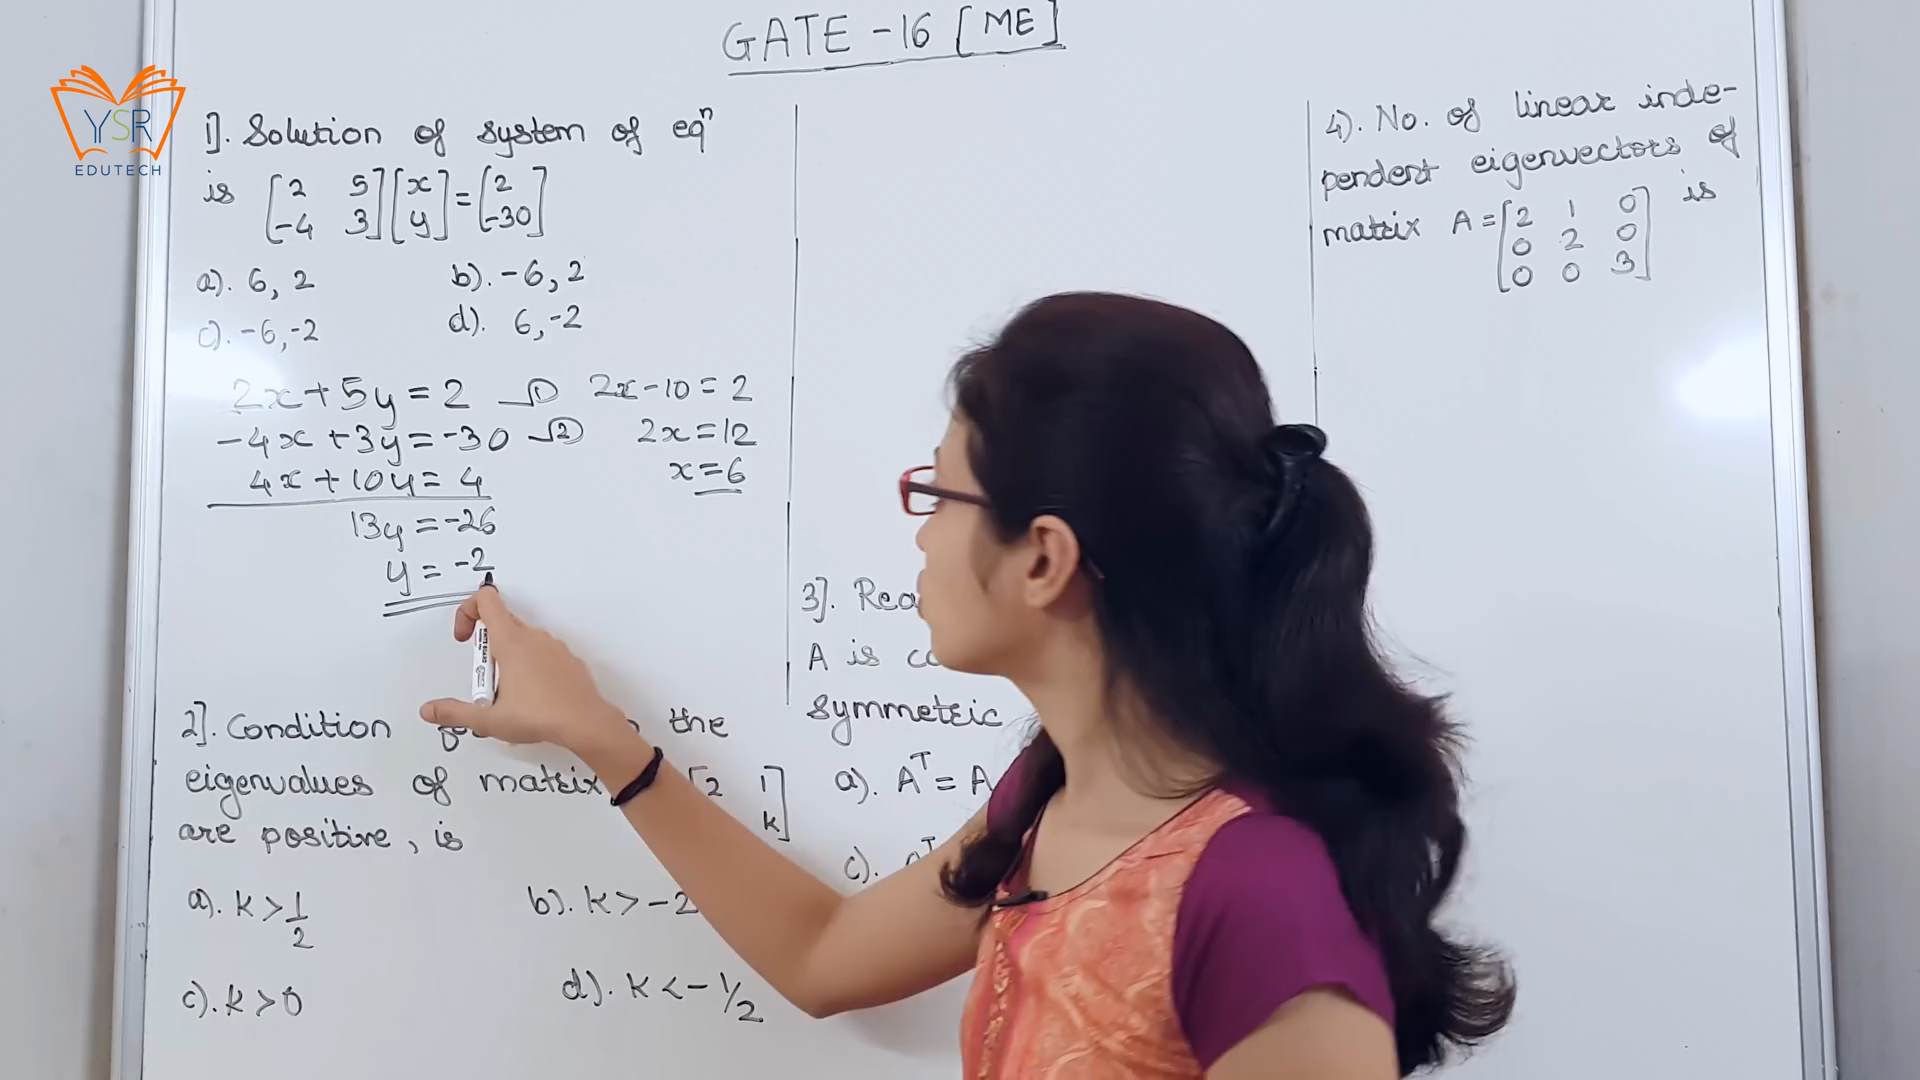 GATE -16 [ME]
YSR
EDUTECH
1]. Solution of system of eqⁿ
is [2 5] [x] = [2]
[-4 3] [y] [-30]
a). 6, 2 b). -6, 2
c). -6, -2 d). 6, -2
2x + 5y = 2 —① 2x - 10 = 2
-4x + 3y = -30 —② 2x = 12
4x + 10y = 4 x = 6
13y = -26
y = -2
2]. Condition the
eigenvalues of matrix [2 1]
k]
are positive, is
a). k > 1/2 b). k > -2
c). k > 0 d). k < -1/2
3].
A is
symmetric
a). Aᵀ = A
c).
4). No. of linear inde-
pendent eigenvectors of
matrix A = [2 1 0] is
[0 2 0]
[0 0 3]